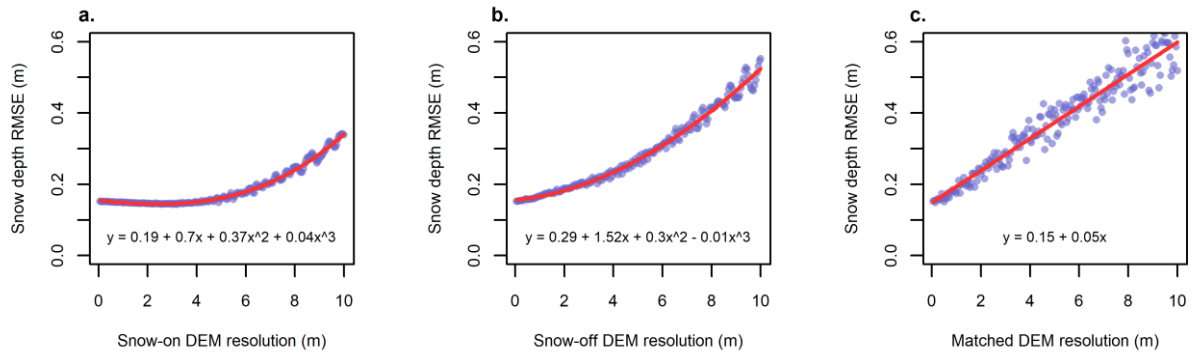 a.
Snow depth RMSE (m)
0.6
0.4
0.2
0.0
y = 0.19 + 0.7x + 0.37x^2 + 0.04x^3
0 2 4 6 8 10
Snow-on DEM resolution (m)
b.
Snow depth RMSE (m)
0.6
0.4
0.2
0.0
y = 0.29 + 1.52x + 0.3x^2 - 0.01x^3
0 2 4 6 8 10
Snow-off DEM resolution (m)
c.
Snow depth RMSE (m)
0.6
0.4
0.2
0.0
y = 0.15 + 0.05x
0 2 4 6 8 10
Matched DEM resolution (m)